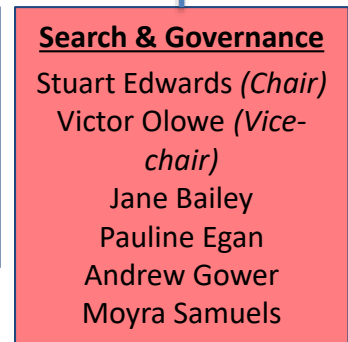 Search & Governance
Stuart Edwards (Chair)
Victor Olowe (Vice-
chair)
Jane Bailey
Pauline Egan
Andrew Gower
Moyra Samuels